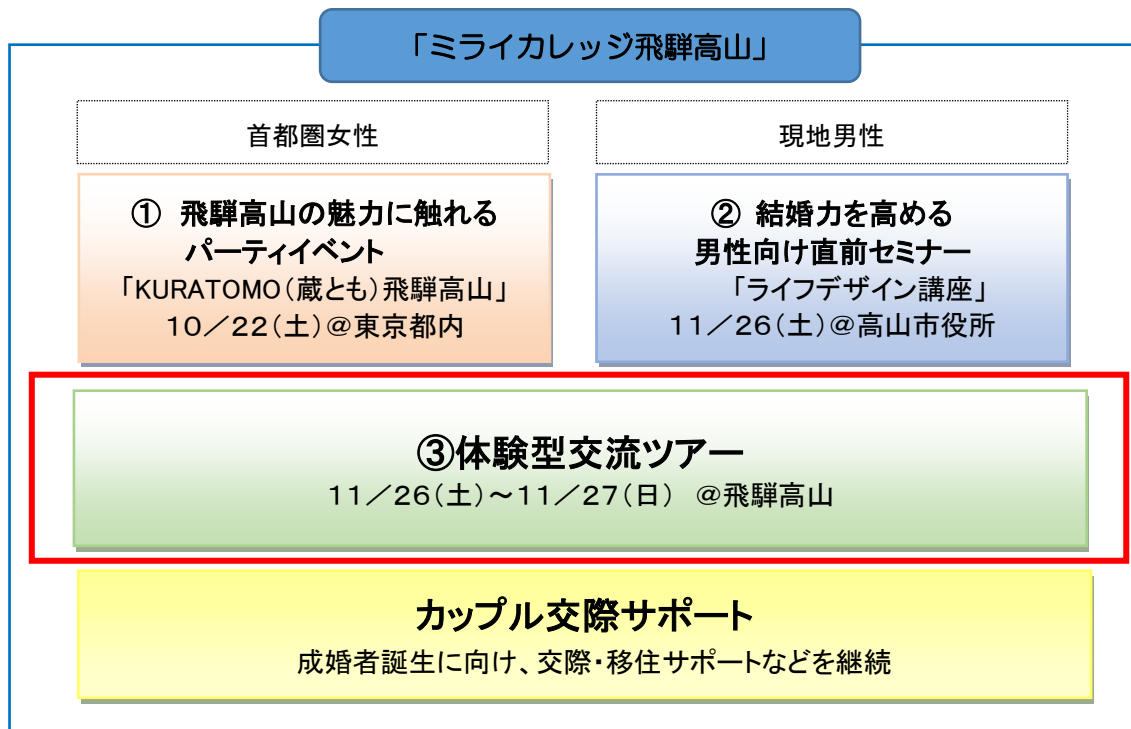 「ミライカレッジ飛騨高山」
首都圏女性
① 飛騨高山の魅力に触れる
パーティイベント
「KURATOMO(蔵とも)飛騨高山」
10/22(土)@東京都内
現地男性
② 結婚力を高める
男性向け直前セミナー
「ライフデザイン講座」
11/26(土)@高山市役所
③体験型交流ツアー
11/26(土)~11/27(日) @飛騨高山
カップル交際サポート
成婚者誕生に向け、交際・移住サポートなどを継続